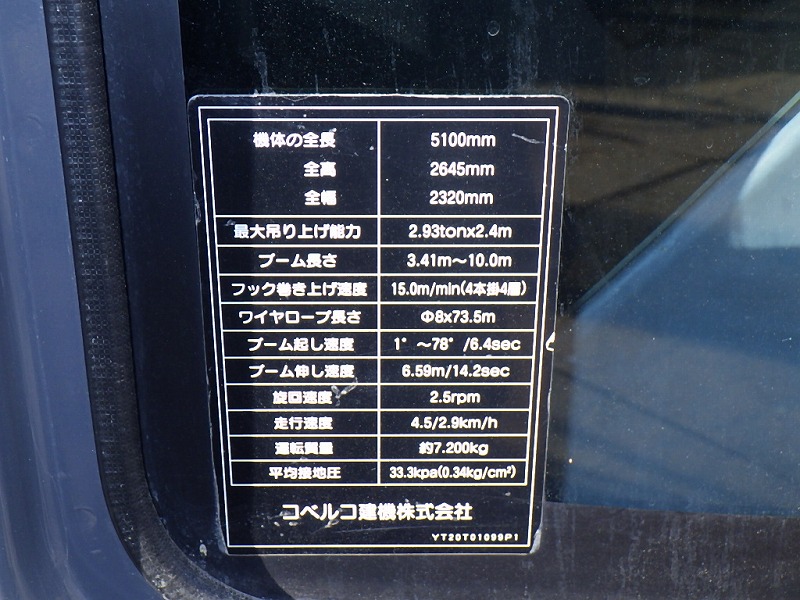 機体の全長 5100mm
全高 2645mm
全幅 2320mm
最大吊り上げ能力 2.93tonx2.4m
ブーム長さ 3.41m～10.0m
フック巻き上げ速度 15.0m/min(4本掛4層)
ワイヤロープ長さ Φ8x73.5m
ブーム起し速度 1°～78°/6.4sec
ブーム伸し速度 6.59m/14.2sec
旋回速度 2.5rpm
走行速度 4.5/2.9km/h
運転質量 約7.200kg
平均接地圧 33.3kpa(0.34kg/cm²)
コベルコ建機株式会社
YT20T01099P1